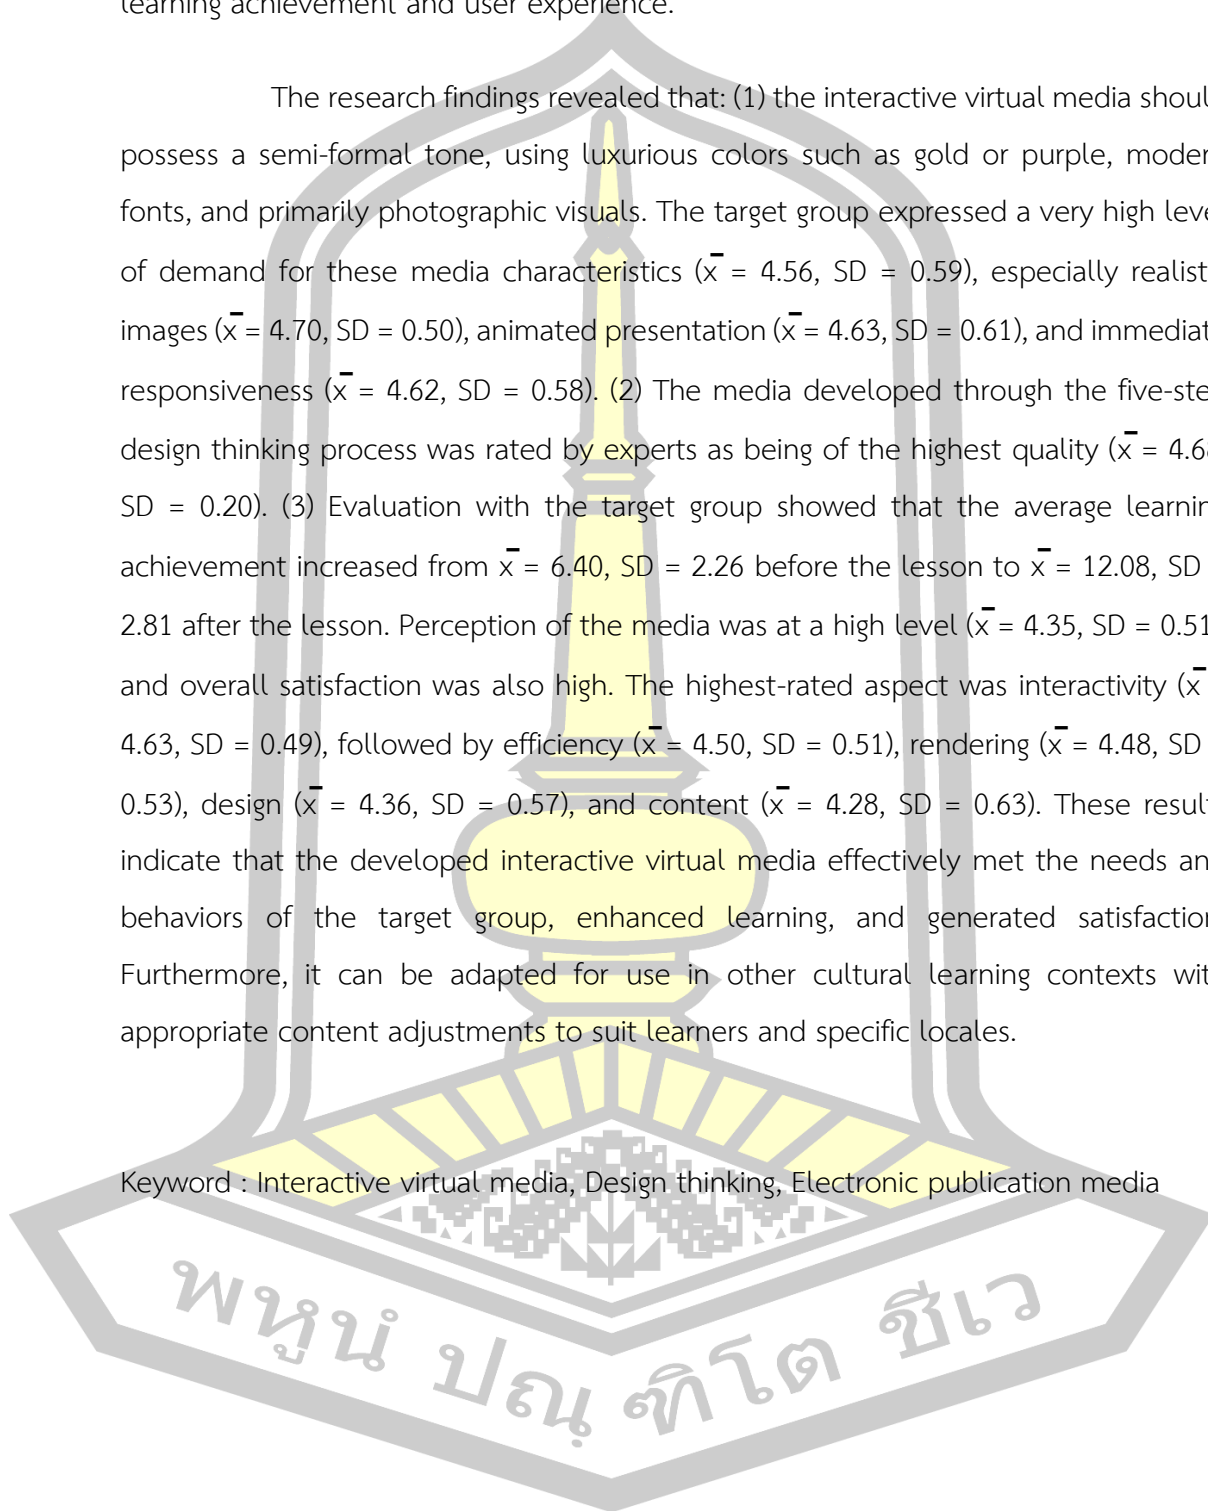 learning achievement and user experience.
The research findings revealed that: (1) the interactive virtual media shoul
possess a semi-formal tone, using luxurious colors such as gold or purple, moder
fonts, and primarily photographic visuals. The target group expressed a very high leve
of demand for these media characteristics (x̄ = 4.56, SD = 0.59), especially realist
images (x̄ = 4.70, SD = 0.50), animated presentation (x̄ = 4.63, SD = 0.61), and immediat
responsiveness (x̄ = 4.62, SD = 0.58). (2) The media developed through the five-ste
design thinking process was rated by experts as being of the highest quality (x̄ = 4.68
SD = 0.20). (3) Evaluation with the target group showed that the average learnin
achievement increased from x̄ = 6.40, SD = 2.26 before the lesson to x̄ = 12.08, SD
2.81 after the lesson. Perception of the media was at a high level (x̄ = 4.35, SD = 0.51
and overall satisfaction was also high. The highest-rated aspect was interactivity (x̄
4.63, SD = 0.49), followed by efficiency (x̄ = 4.50, SD = 0.51), rendering (x̄ = 4.48, SD
0.53), design (x̄ = 4.36, SD = 0.57), and content (x̄ = 4.28, SD = 0.63). These result
indicate that the developed interactive virtual media effectively met the needs an
behaviors of the target group, enhanced learning, and generated satisfaction
Furthermore, it can be adapted for use in other cultural learning contexts wit
appropriate content adjustments to suit learners and specific locales.
Keyword : Interactive virtual media, Design thinking, Electronic publication media
พหูนํ ปณฺฑิโต ชีเว